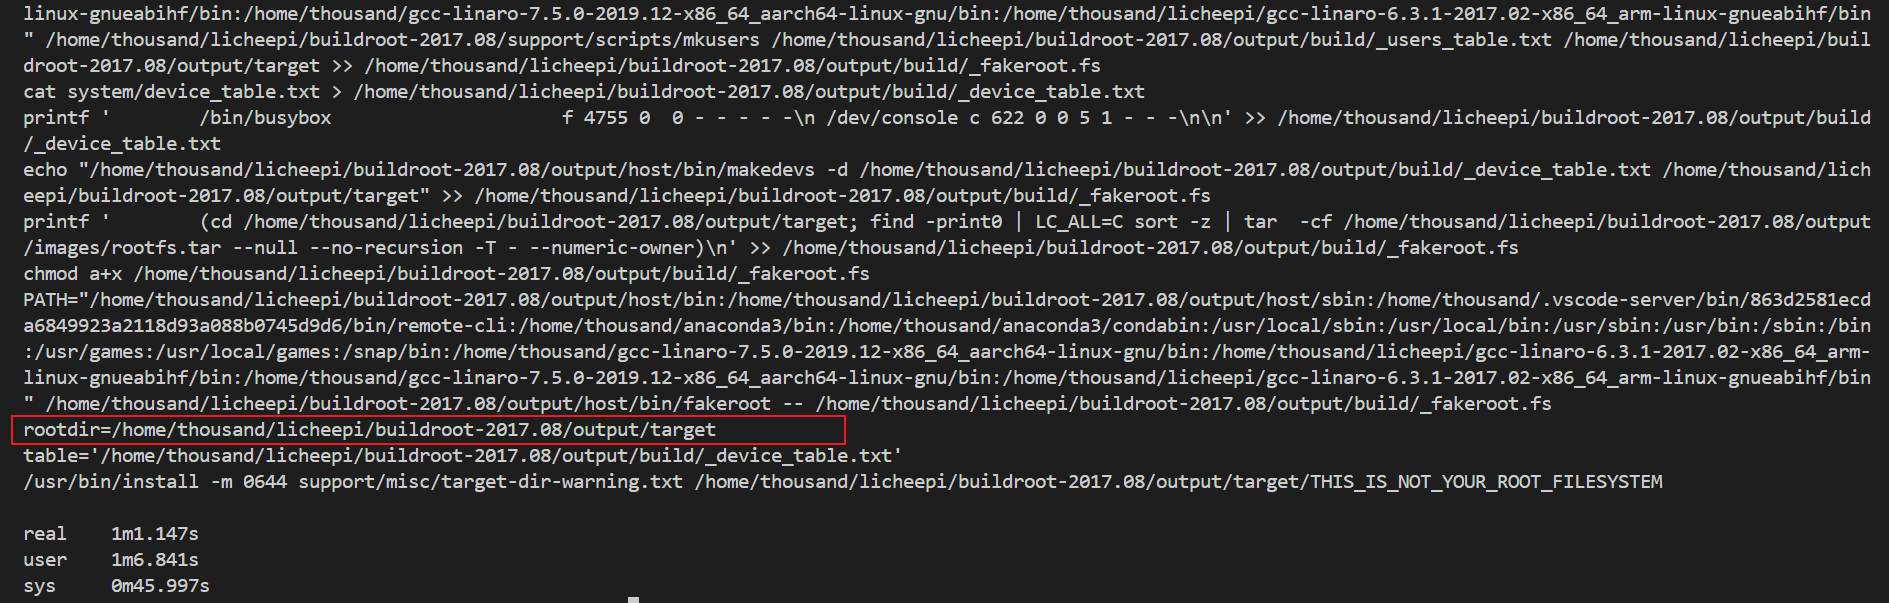 linux-gnueabihf/bin:/home/thousand/gcc-linaro-7.5.0-2019.12-x86_64_aarch64-linux-gnu/bin:/home/thousand/licheepi/gcc-linaro-6.3.1-2017.02-x86_64_arm-linux-gnueabihf/bin
" /home/thousand/licheepi/buildroot-2017.08/support/scripts/mkusers /home/thousand/licheepi/buildroot-2017.08/output/build/_users_table.txt /home/thousand/licheepi/buil
droot-2017.08/output/target >> /home/thousand/licheepi/buildroot-2017.08/output/build/_fakeroot.fs
cat system/device_table.txt > /home/thousand/licheepi/buildroot-2017.08/output/build/_device_table.txt
printf '        /bin/busybox                     f 4755 0  0 - - - - -\n /dev/console c 622 0 0 5 1 - - -\n\n' >> /home/thousand/licheepi/buildroot-2017.08/output/build
/_device_table.txt
echo "/home/thousand/licheepi/buildroot-2017.08/output/host/bin/makedevs -d /home/thousand/licheepi/buildroot-2017.08/output/build/_device_table.txt /home/thousand/lich
eepi/buildroot-2017.08/output/target" >> /home/thousand/licheepi/buildroot-2017.08/output/build/_fakeroot.fs
printf '        (cd /home/thousand/licheepi/buildroot-2017.08/output/target; find -print0 | LC_ALL=C sort -z | tar  -cf /home/thousand/licheepi/buildroot-2017.08/output
/images/rootfs.tar --null --no-recursion -T - --numeric-owner)\n' >> /home/thousand/licheepi/buildroot-2017.08/output/build/_fakeroot.fs
chmod a+x /home/thousand/licheepi/buildroot-2017.08/output/build/_fakeroot.fs
PATH="/home/thousand/licheepi/buildroot-2017.08/output/host/bin:/home/thousand/licheepi/buildroot-2017.08/output/host/sbin:/home/thousand/.vscode-server/bin/863d2581ecd
a6849923a2118d93a088b0745d9d6/bin/remote-cli:/home/thousand/anaconda3/bin:/home/thousand/anaconda3/condabin:/usr/local/sbin:/usr/local/bin:/usr/sbin:/usr/bin:/sbin:/bin
:/usr/games:/usr/local/games:/snap/bin:/home/thousand/gcc-linaro-7.5.0-2019.12-x86_64_aarch64-linux-gnu/bin:/home/thousand/licheepi/gcc-linaro-6.3.1-2017.02-x86_64_arm-
linux-gnueabihf/bin:/home/thousand/gcc-linaro-7.5.0-2019.12-x86_64_aarch64-linux-gnu/bin:/home/thousand/licheepi/gcc-linaro-6.3.1-2017.02-x86_64_arm-linux-gnueabihf/bin
" /home/thousand/licheepi/buildroot-2017.08/output/host/bin/fakeroot -- /home/thousand/licheepi/buildroot-2017.08/output/build/_fakeroot.fs
rootdir=/home/thousand/licheepi/buildroot-2017.08/output/target
table='/home/thousand/licheepi/buildroot-2017.08/output/build/_device_table.txt'
/usr/bin/install -m 0644 support/misc/target-dir-warning.txt /home/thousand/licheepi/buildroot-2017.08/output/target/THIS_IS_NOT_YOUR_ROOT_FILESYSTEM
real    1m1.147s
user    1m6.841s
sys     0m45.997s